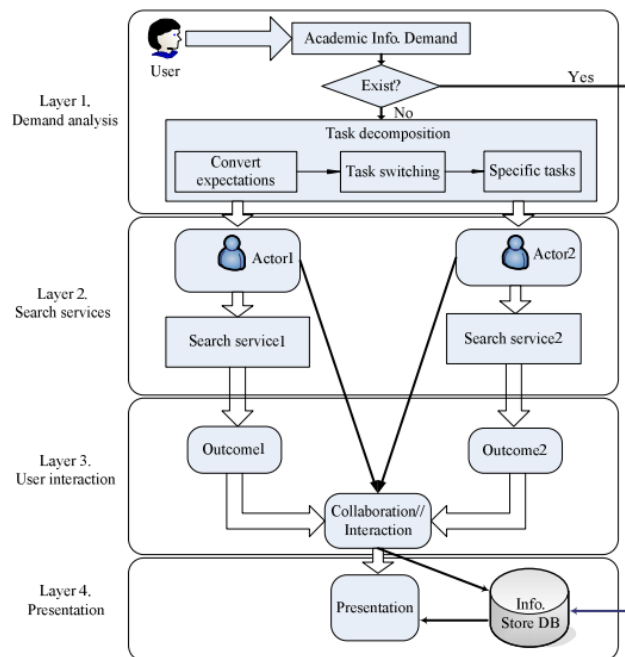 User
Academic Info. Demand
Exist?
Yes
No
Layer 1.
Demand analysis
Task decomposition
Convert
expectations
Task switching
Specific tasks
Actor1
Actor2
Layer 2.
Search services
Search service1
Search service2
Layer 3.
User interaction
Outcome1
Outcome2
Collaboration//
Interaction
Layer 4.
Presentation
Presentation
Info.
Store DB